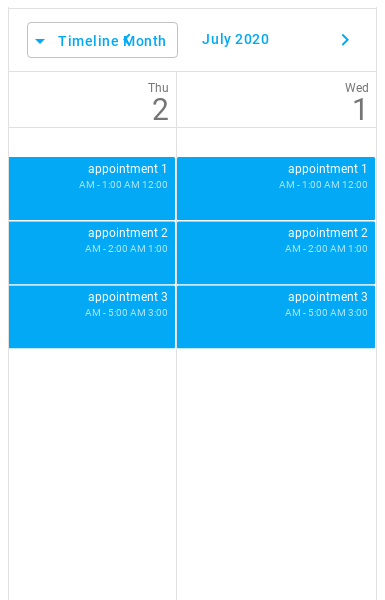 Timeline Month
July 2020
Wed
1
Thu
2
appointment 1
AM - 1:00 AM 12:00
appointment 2
AM - 2:00 AM 1:00
appointment 3
AM - 5:00 AM 3:00
appointment 1
AM - 1:00 AM 12:00
appointment 2
AM - 2:00 AM 1:00
appointment 3
AM - 5:00 AM 3:00